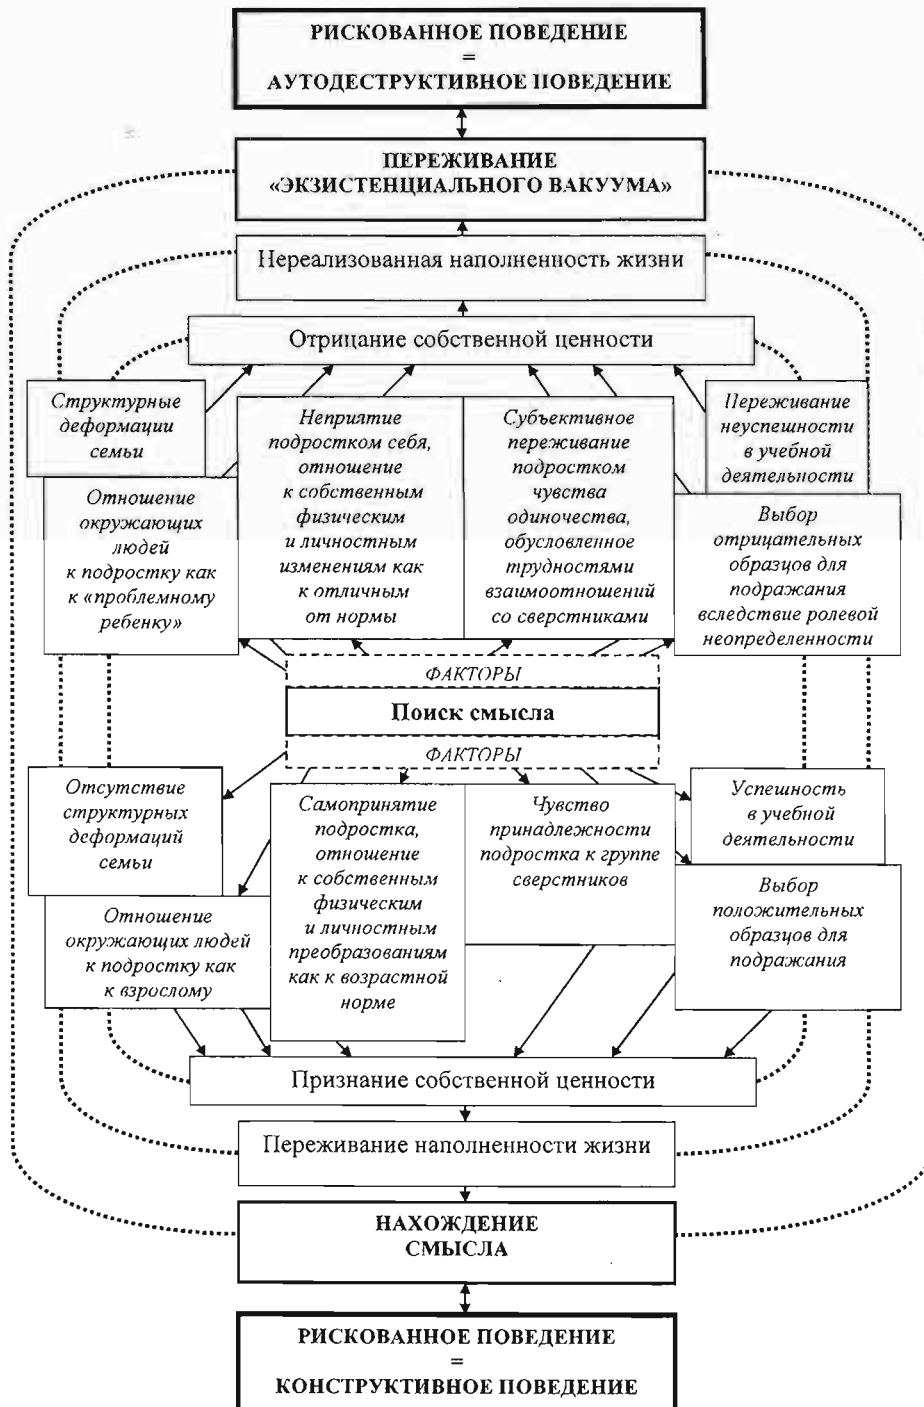 РИСКОВАННОЕ ПОВЕДЕНИЕ
=
АУТОДЕСТРУКТИВНОЕ ПОВЕДЕНИЕ
ПЕРЕЖИВАНИЕ
«ЭКЗИСТЕНЦИАЛЬНОГО ВАКУУМА»
Нереализованная наполненность жизни
Отрицание собственной ценности
Структурные
деформации
семьи
Отношение
окружающих
людей
к подростку как
к «проблемному
ребенку»
Неприятие
подростком себя,
отношение
к собственным
физическим
и личностным
изменениям как
к отличным
от нормы
Субъективное
переживание
подростком
чувства
одиночества,
обусловленное
трудностями
взаимоотношений
со сверстниками
Переживание
неуспешности
в учебной
деятельности
Выбор
отрицательных
образцов для
подражания
вследствие ролевой
неопределенности
ФАКТОРЫ
Поиск смысла
ФАКТОРЫ
Отсутствие
структурных
деформаций
семьи
Отношение
окружающих людей
к подростку как
к взрослому
Самопринятие
подростка,
отношение
к собственным
физическим
и личностным
преобразованиям
как к возрастной
норме
Чувство
принадлежности
подростка к группе
сверстников
Успешность
в учебной
деятельности
Выбор
положительных
образцов для
подражания
Признание собственной ценности
Переживание наполненности жизни
НАХОЖДЕНИЕ
СМЫСЛА
РИСКОВАННОЕ ПОВЕДЕНИЕ
=
КОНСТРУКТИВНОЕ ПОВЕДЕНИЕ